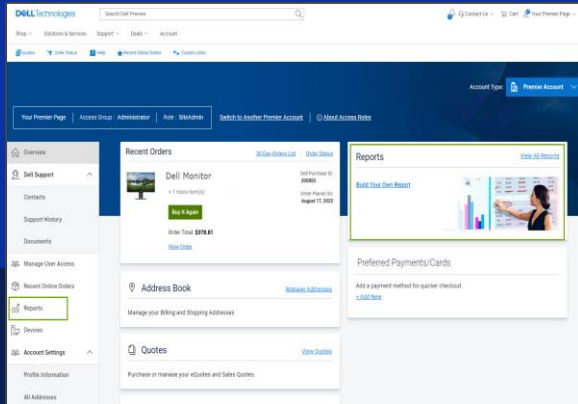 DELL Technologies
Search Dell Premier
Contact Us
Cart
Your Premier Page
Shop
Solutions & Services
Support
Deals
Account
Quotes
Order Status
Help
Recent Online Orders
Custom Links
Account Type:
Premier Account
Your Premier Page | Access Group : Administrator | Role : SiteAdmin
Switch to Another Premier Account
About Access Roles
Overview
Dell Support
Contacts
Support History
Documents
Manage User Access
Recent Online Orders
Reports
Devices
Account Settings
Profile Information
All Addresses
Recent Orders
30-Day Orders List
Order Status
Dell Monitor
+ 1 more item(s)
Buy It Again
Order Total: $378.81
View Order
Dell Purchase ID:
Order Placed On:
August 17, 2022
Address Book
Manage Addresses
Manage your Billing and Shipping Addresses
Quotes
View Quotes
Purchase or manage your eQuotes and Sales Quotes.
Reports
View All Reports
Build Your Own Report
Preferred Payments/Cards
Add a payment method for quicker checkout.
+ Add New